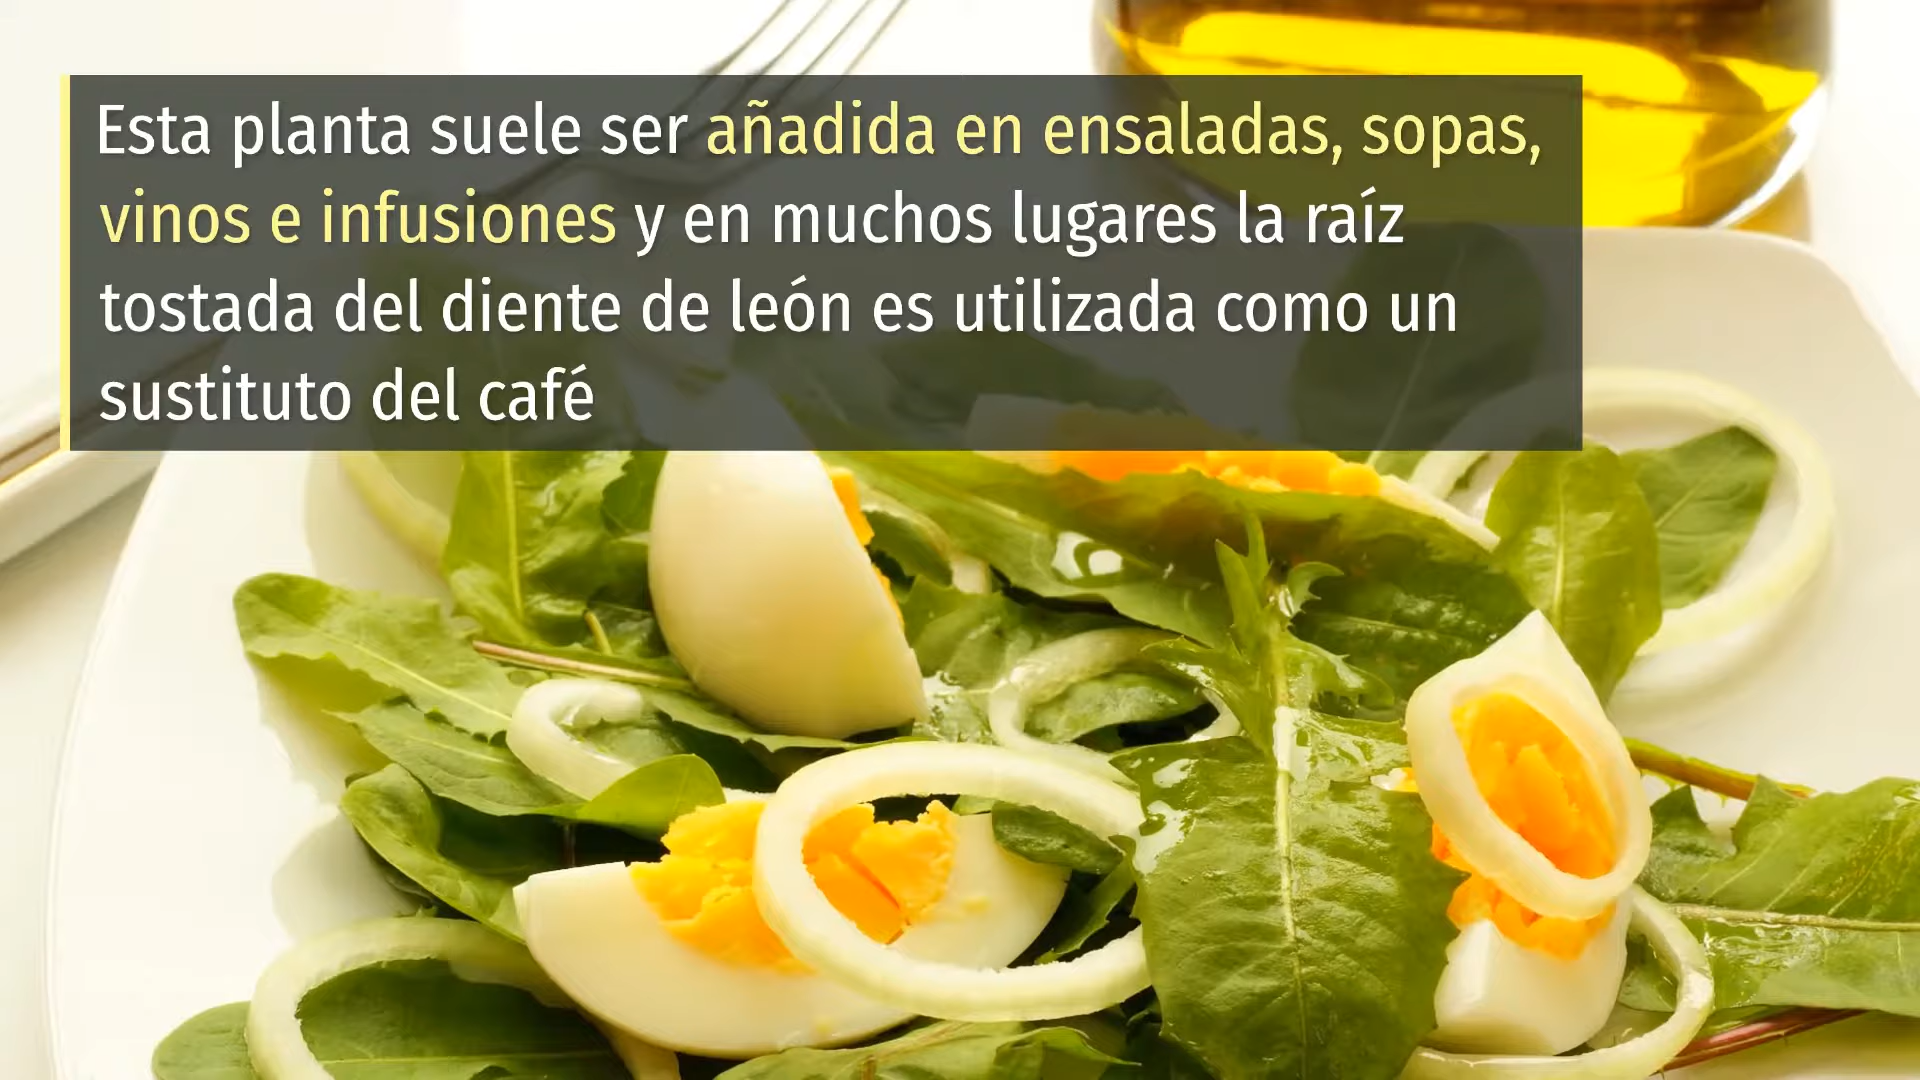 Esta planta suele ser añadida en ensaladas, sopas,
vinos e infusiones y en muchos lugares la raíz
tostada del diente de león es utilizada como un
sustituto del café